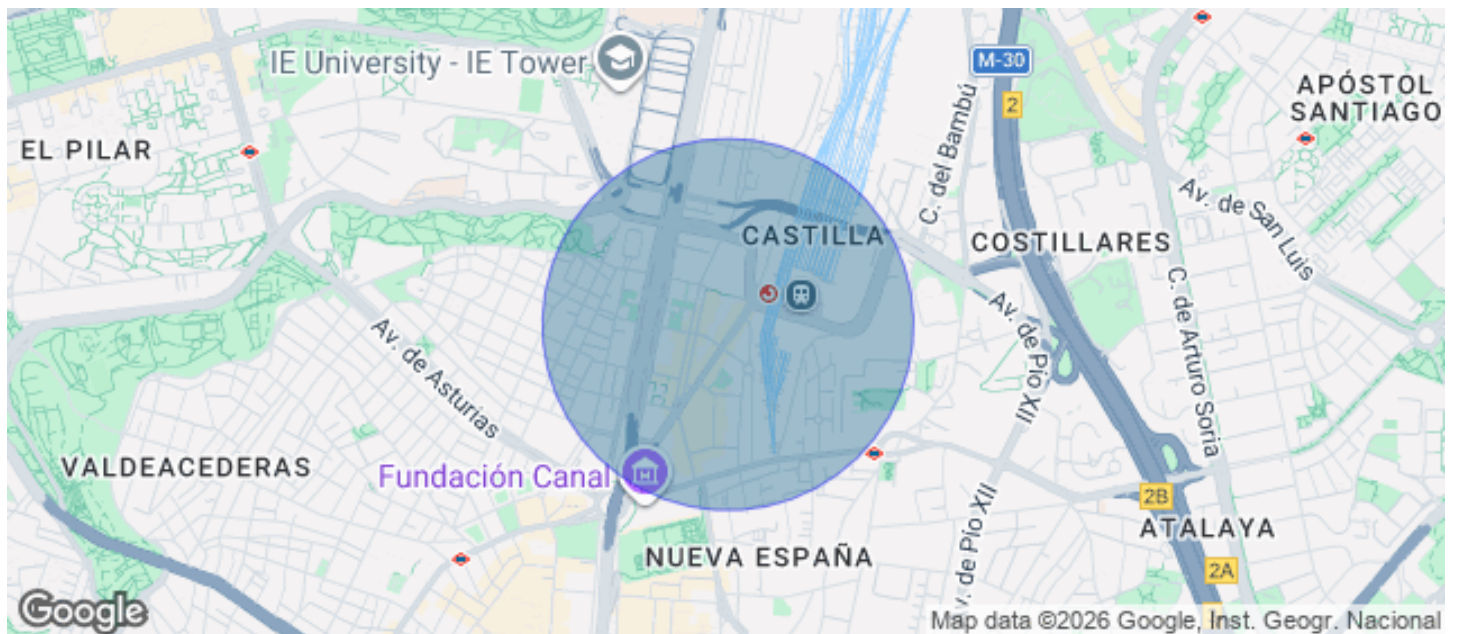 IE University - IE Tower
M-30
2
APÓSTOL
SANTIAGO
EL PILAR
C. del Bambú
Av. de San Luis
CASTILLA
COSTILLARES
C. de Arturo Soria
Av. de Asturias
Av. de Pío XII
VALDEACEDERAS
Fundación Canal
M
2B
ATALAYA
NUEVA ESPAÑA
v. de Pío XII
2A
Google
Map data ©2026 Google, Inst. Geogr. Nacional